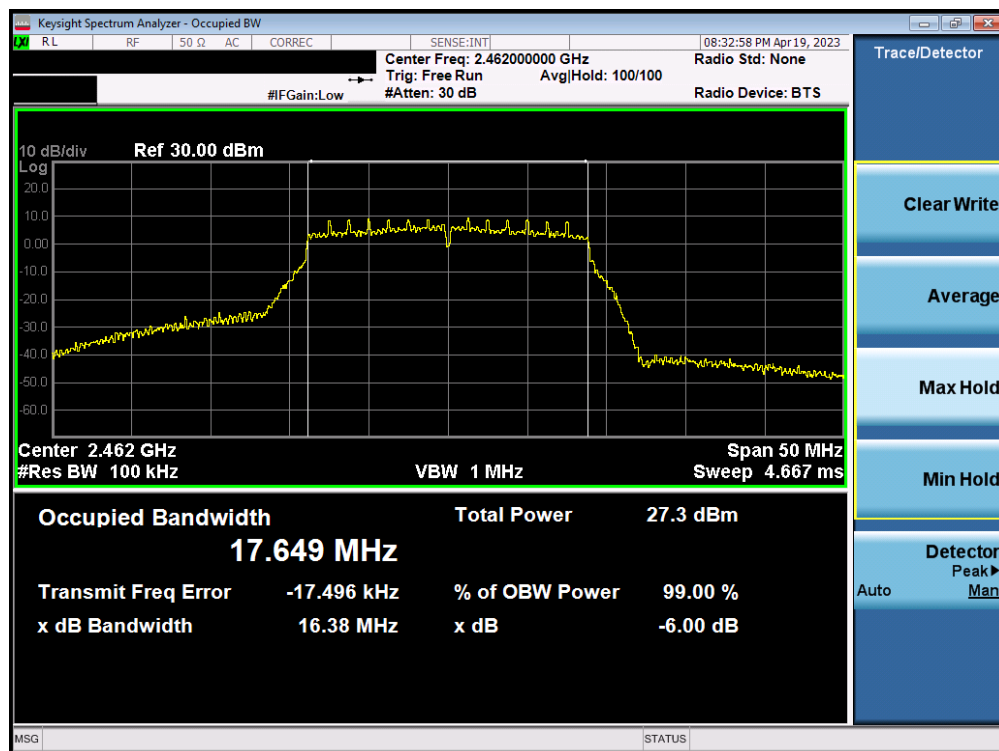 Keysight Spectrum Analyzer - Occupied BW
LXI RL RF 50 Ω AC CORREC SENSE:INT 08:32:58 PM Apr 19, 2023
Center Freq: 2.462000000 GHz Radio Std: None
Trig: Free Run Avg|Hold: 100/100
#IFGain:Low #Atten: 30 dB Radio Device: BTS
10 dB/div Ref 30.00 dBm
Log
20.0
10.0
0.00
-10.0
-20.0
-30.0
-40.0
-50.0
-60.0
Center 2.462 GHz Span 50 MHz
#Res BW 100 kHz VBW 1 MHz Sweep 4.667 ms
Occupied Bandwidth Total Power 27.3 dBm
17.649 MHz
Transmit Freq Error -17.496 kHz % of OBW Power 99.00 %
x dB Bandwidth 16.38 MHz x dB -6.00 dB
MSG STATUS
Trace/Detector
Clear Write
Average
Max Hold
Min Hold
Detector
Peak▶
Auto Man